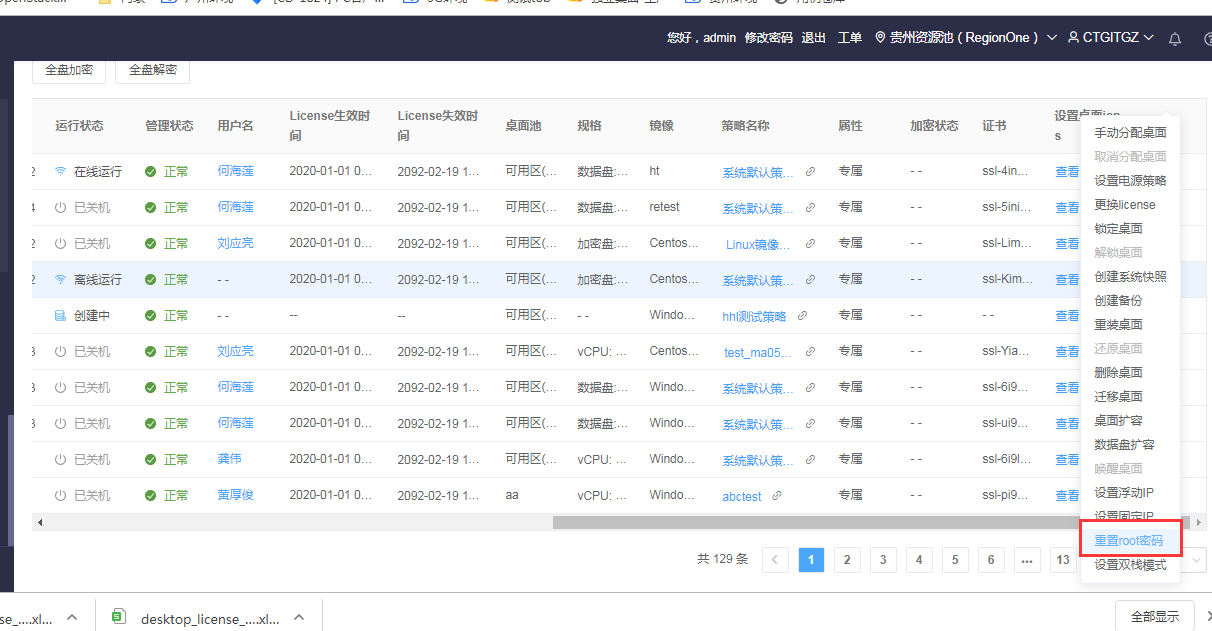 您好，admin 修改密码 退出 工单 贵州资源池（RegionOne） CTGITGZ
全盘加密 全盘解密
运行状态 管理状态 用户名 License生效时间 License失效时间 桌面池 规格 镜像 策略名称 属性 加密状态 证书
2 在线运行 正常 何海莲 2020-01-01 0... 2092-02-19 1... 可用区(... 数据盘:... ht 系统默认策... 专属 - - ssl-4in... 查看
4 已关机 正常 何海莲 2020-01-01 0... 2092-02-19 1... 可用区(... 数据盘:... retest 系统默认策... 专属 - - ssl-5ini... 查看
2 已关机 正常 刘应亮 2020-01-01 0... 2092-02-19 1... 可用区(... 加密盘:... Centos... Linux镜像... 专属 - - ssl-Lim... 查看
2 离线运行 正常 - - 2020-01-01 0... 2092-02-19 1... 可用区(... 加密盘:... Centos... 系统默认策... 专属 - - ssl-Kim... 查看
创建中 正常 - - -- -- 可用区(... - - Windo... hhl测试策略 专属 - - - - 查看
3 已关机 正常 刘应亮 2020-01-01 0... 2092-02-19 1... 可用区(... vCPU: ... Centos... test_ma05... 专属 - - ssl-Yia... 查看
3 已关机 正常 何海莲 2020-01-01 0... 2092-02-19 1... 可用区(... 数据盘:... Windo... 系统默认策... 专属 - - ssl-6i9... 查看
3 已关机 正常 何海莲 2020-01-01 0... 2092-02-19 1... 可用区(... 数据盘:... Windo... 系统默认策... 专属 - - ssl-ui9... 查看
已关机 正常 龚伟 2020-01-01 0... 2092-02-19 1... 可用区(... vCPU: ... Windo... 系统默认策... 专属 - - ssl-6i9l... 查看
已关机 正常 黄厚俊 2020-01-01 0... 2092-02-19 1... aa vCPU: ... Windo... abctest 专属 - - ssl-pi9... 查看
手动分配桌面
取消分配桌面
设置电源策略
更换license
锁定桌面
解锁桌面
创建系统快照
创建备份
重装桌面
还原桌面
删除桌面
迁移桌面
桌面扩容
数据盘扩容
唤醒桌面
设置浮动IP
设置固定IP
重置root密码
设置双栈模式
共 129 条 1 2 3 4 5 6 ... 13
se_....xl... desktop_license_....xl... 全部显示